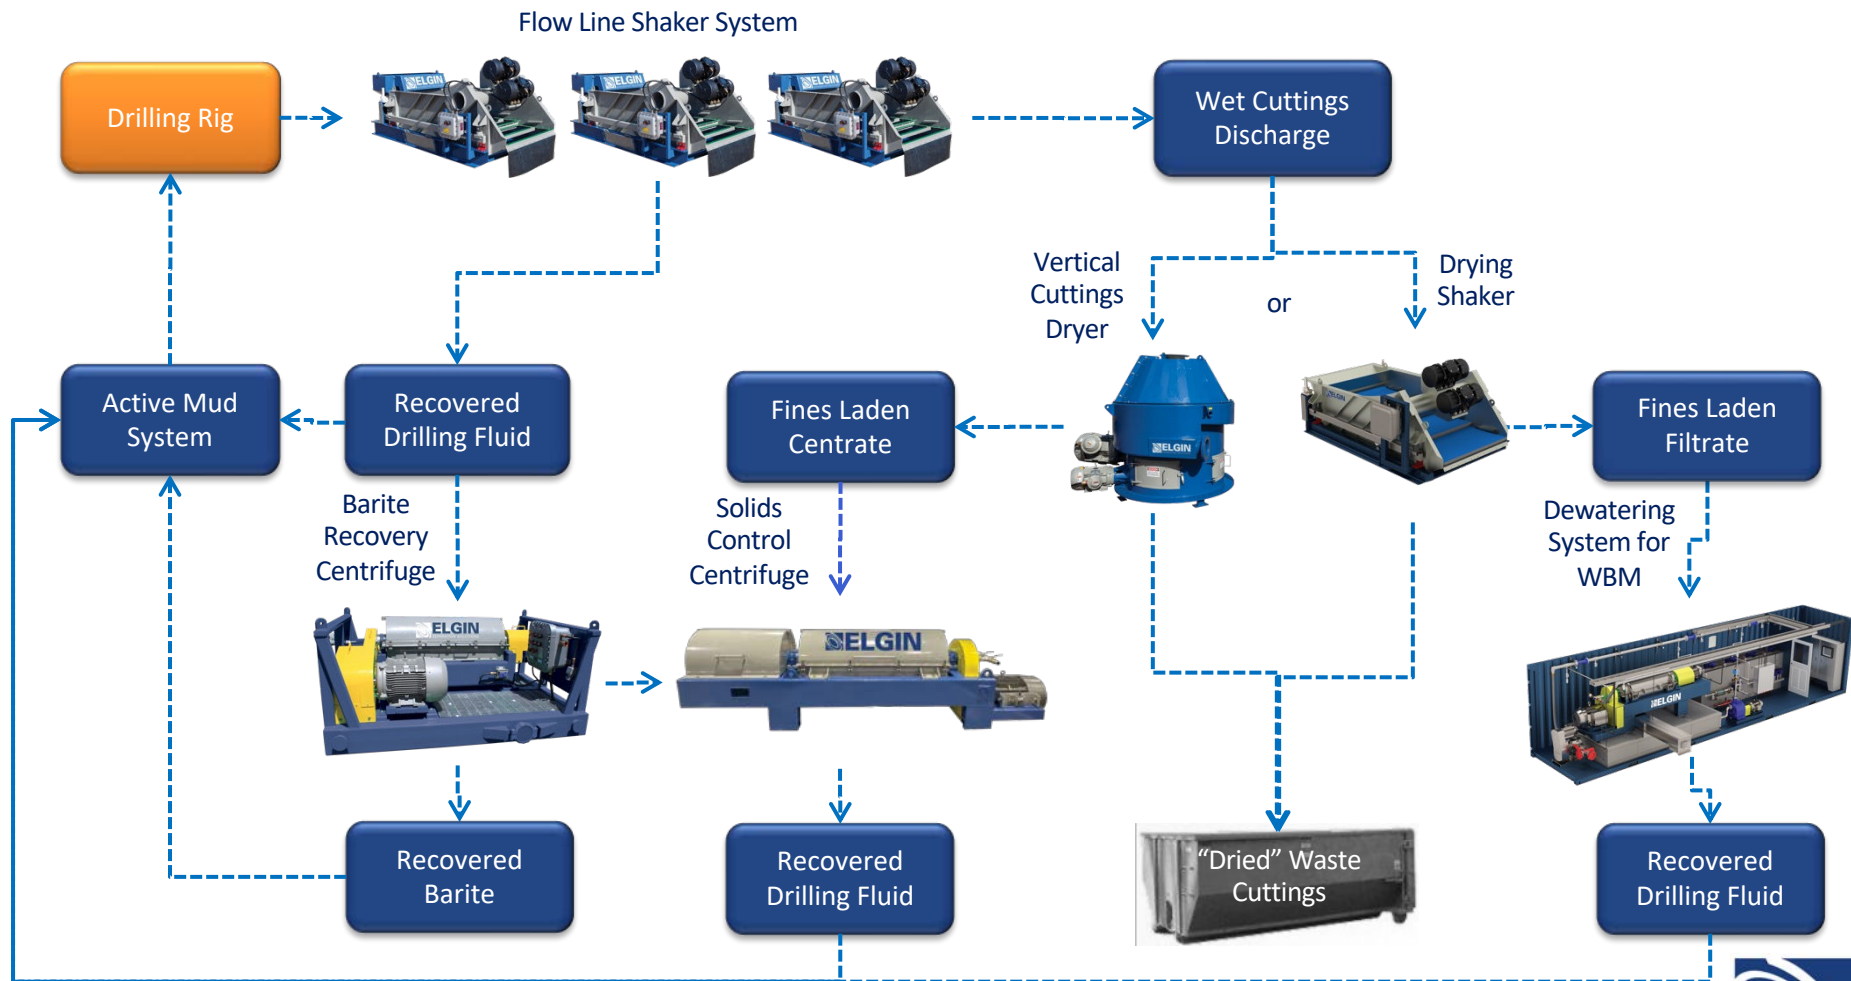 Flow Line Shaker System
ELGIN
ELGIN
ELGIN
Drilling Rig
Wet Cuttings
Discharge
Vertical
Cuttings
Dryer
or
Drying
Shaker
Active Mud
System
Recovered
Drilling Fluid
Fines Laden
Centrate
ELGIN
ELGIN
Fines Laden
Filtrate
Barite
Recovery
Centrifuge
Solids
Control
Centrifuge
Dewatering
System for
WBM
ELGIN
ELGIN
ELGIN
Recovered
Barite
Recovered
Drilling Fluid
“Dried” Waste
Cuttings
Recovered
Drilling Fluid